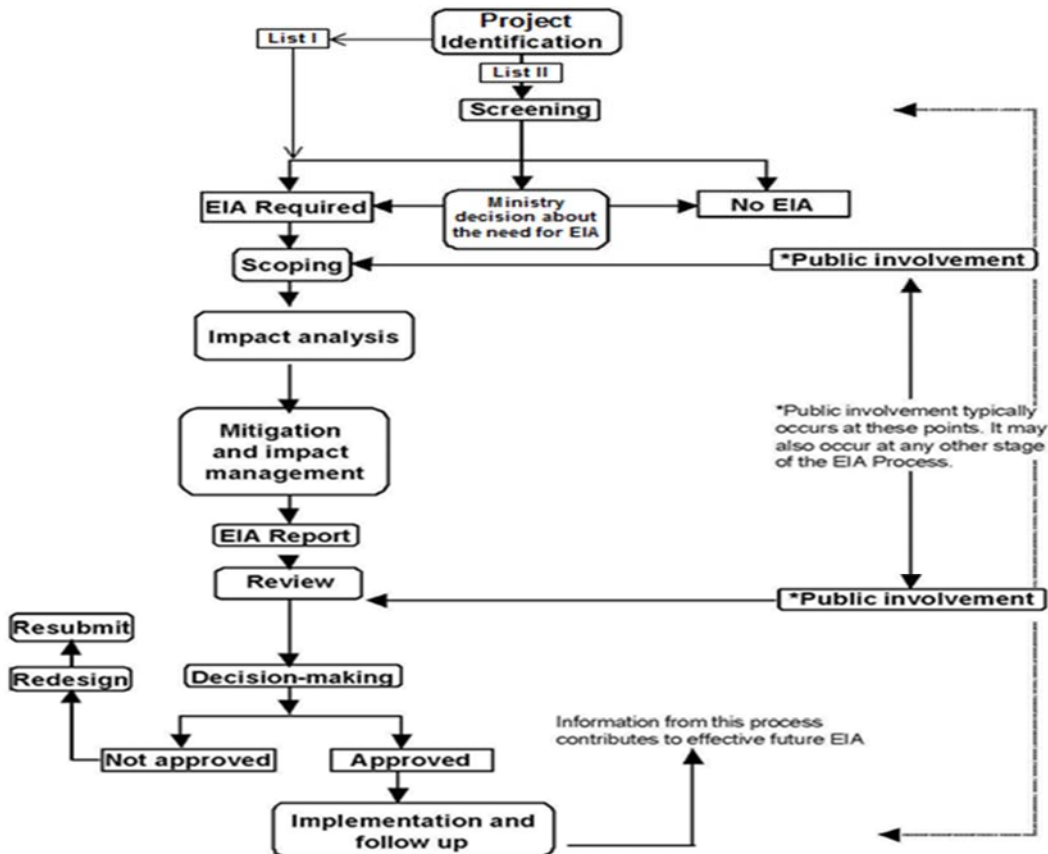 Project
Identification
List I
List II
Screening
EIA Required
Ministry
decision about
the need for EIA
No EIA
Scoping
*Public involvement
Impact analysis
*Public involvement typically
occurs at these points. It may
also occur at any other stage
of the EIA Process.
Mitigation
and impact
management
EIA Report
Review
*Public involvement
Resubmit
Redesign
Decision-making
Information from this process
contributes to effective future EIA
Not approved
Approved
Implementation and
follow up